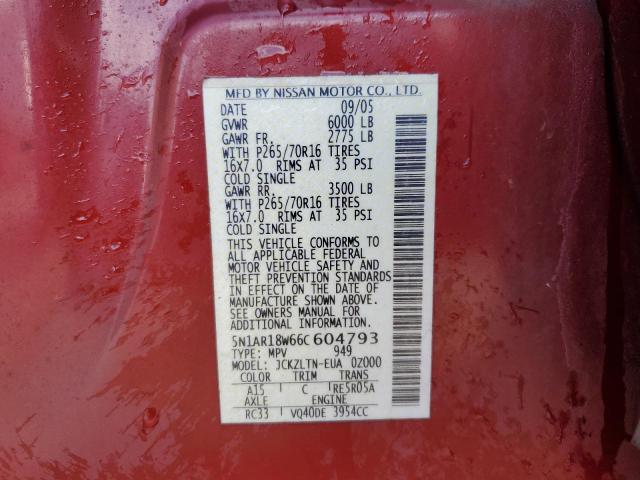 MFD BY NISSAN MOTOR CO., LTD.
DATE 09/05
GVWR 6000 LB
GAWR FR. 2775 LB
WITH P265/70R16 TIRES
16X7.0 RIMS AT 35 PSI
COLD SINGLE
GAWR RR. 3500 LB
WITH P265/70R16 TIRES
16X7.0 RIMS AT 35 PSI
COLD SINGLE
THIS VEHICLE CONFORMS TO
ALL APPLICABLE FEDERAL
MOTOR VEHICLE SAFETY AND
THEFT PREVENTION STANDARDS
IN EFFECT ON THE DATE OF
MANUFACTURE SHOWN ABOVE.
SEE OWNERS MANUAL FOR
ADDITIONAL INFORMATION.
5N1AR18W66C604793
TYPE: MPV 949
MODEL: JCKZLTN-EUA 0Z000
COLOR TRIM TRANS
A15 C RE5R05A
AXLE ENGINE
RC33 VQ40DE 3954CC